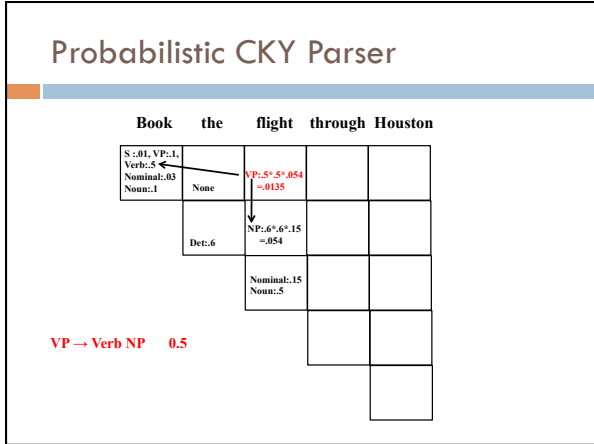 Probabilistic CKY Parser
Book the flight through Houston
S :.01, VP:.1,
Verb:.5
Nominal:.03
Noun:.1
None
VP:.5*.5*.054
=.0135
Det:.6
NP:.6*.6*.15
=.054
Nominal:.15
Noun:.5
VP → Verb NP 0.5